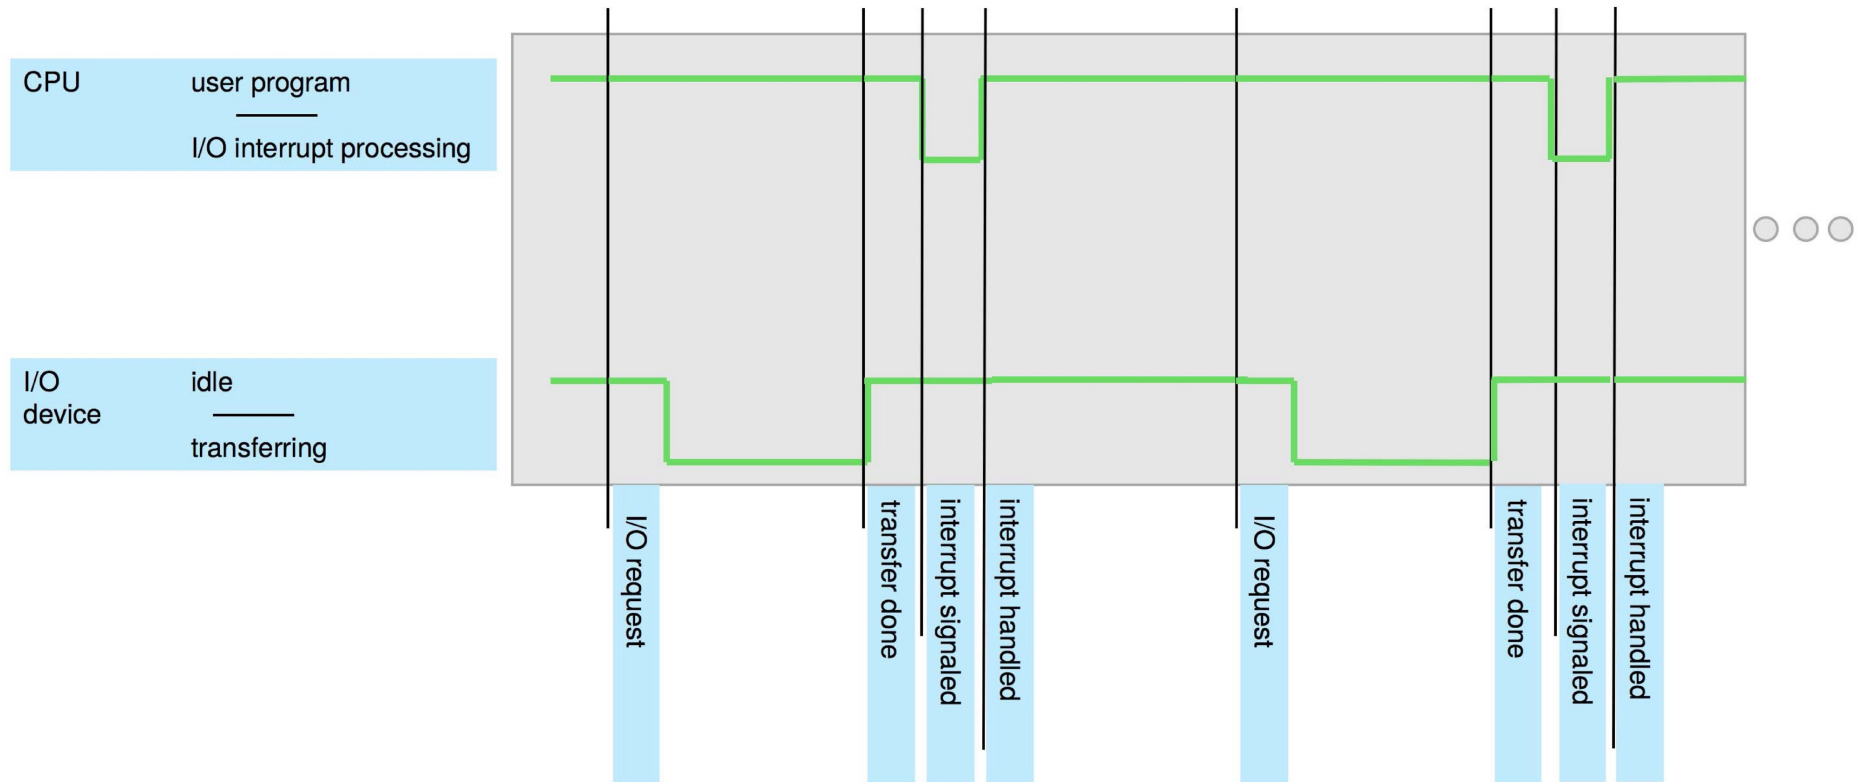 CPU
user program
I/O interrupt processing
I/O
device
idle
transferring
I/O request
transfer done
interrupt signaled
interrupt handled
I/O request
transfer done
interrupt signaled
interrupt handled